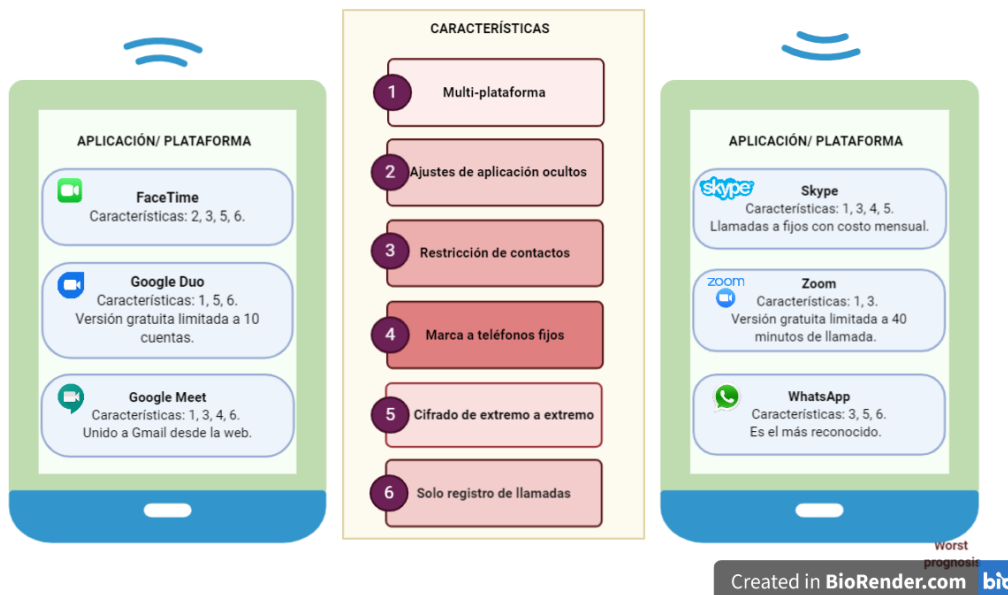 APLICACIÓN/ PLATAFORMA
FaceTime
Características: 2, 3, 5, 6.
Google Duo
Características: 1, 5, 6.
Versión gratuita limitada a 10
cuentas.
Google Meet
Características: 1, 3, 4, 6.
Unido a Gmail desde la web.
CARACTERÍSTICAS
1 Multi-plataforma
2 Ajustes de aplicación ocultos
3 Restricción de contactos
4 Marca a teléfonos fijos
5 Cifrado de extremo a extremo
6 Solo registro de llamadas
APLICACIÓN/ PLATAFORMA
skype
Skype
Características: 1, 3, 4, 5.
Llamadas a fijos con costo mensual.
zoom
Zoom
Características: 1, 3.
Versión gratuita limitada a 40
minutos de llamada.
WhatsApp
Características: 3, 5, 6.
Es el más reconocido.
Worst
prognosis
Created in BioRender.com bio